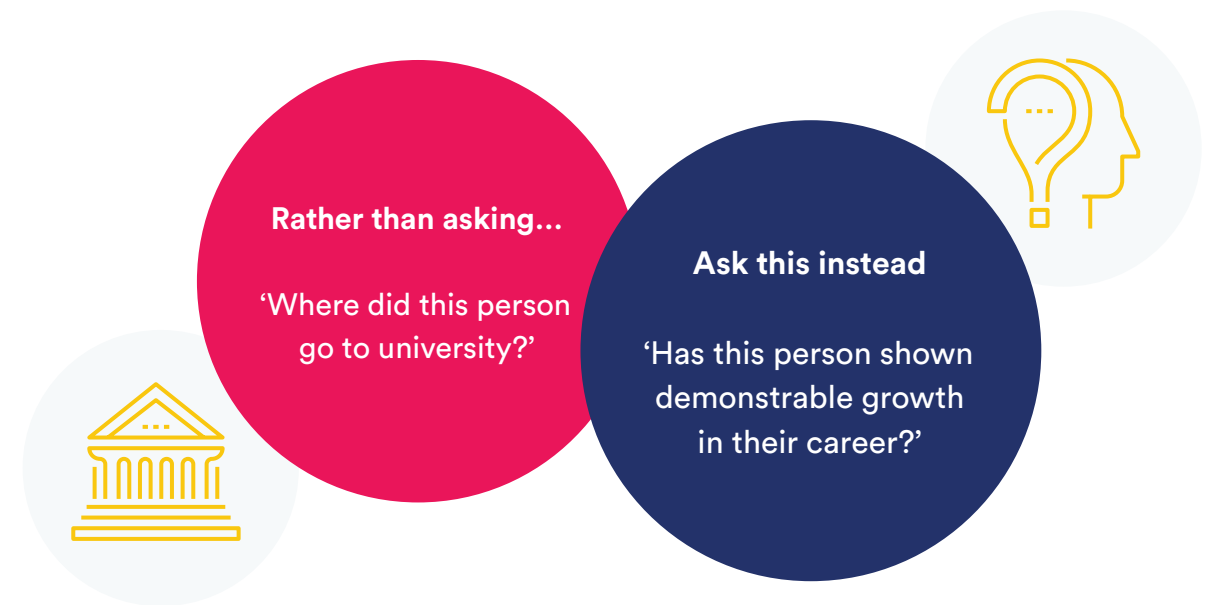 Rather than asking...
‘Where did this person
go to university?’
Ask this instead
‘Has this person shown
demonstrable growth
in their career?’